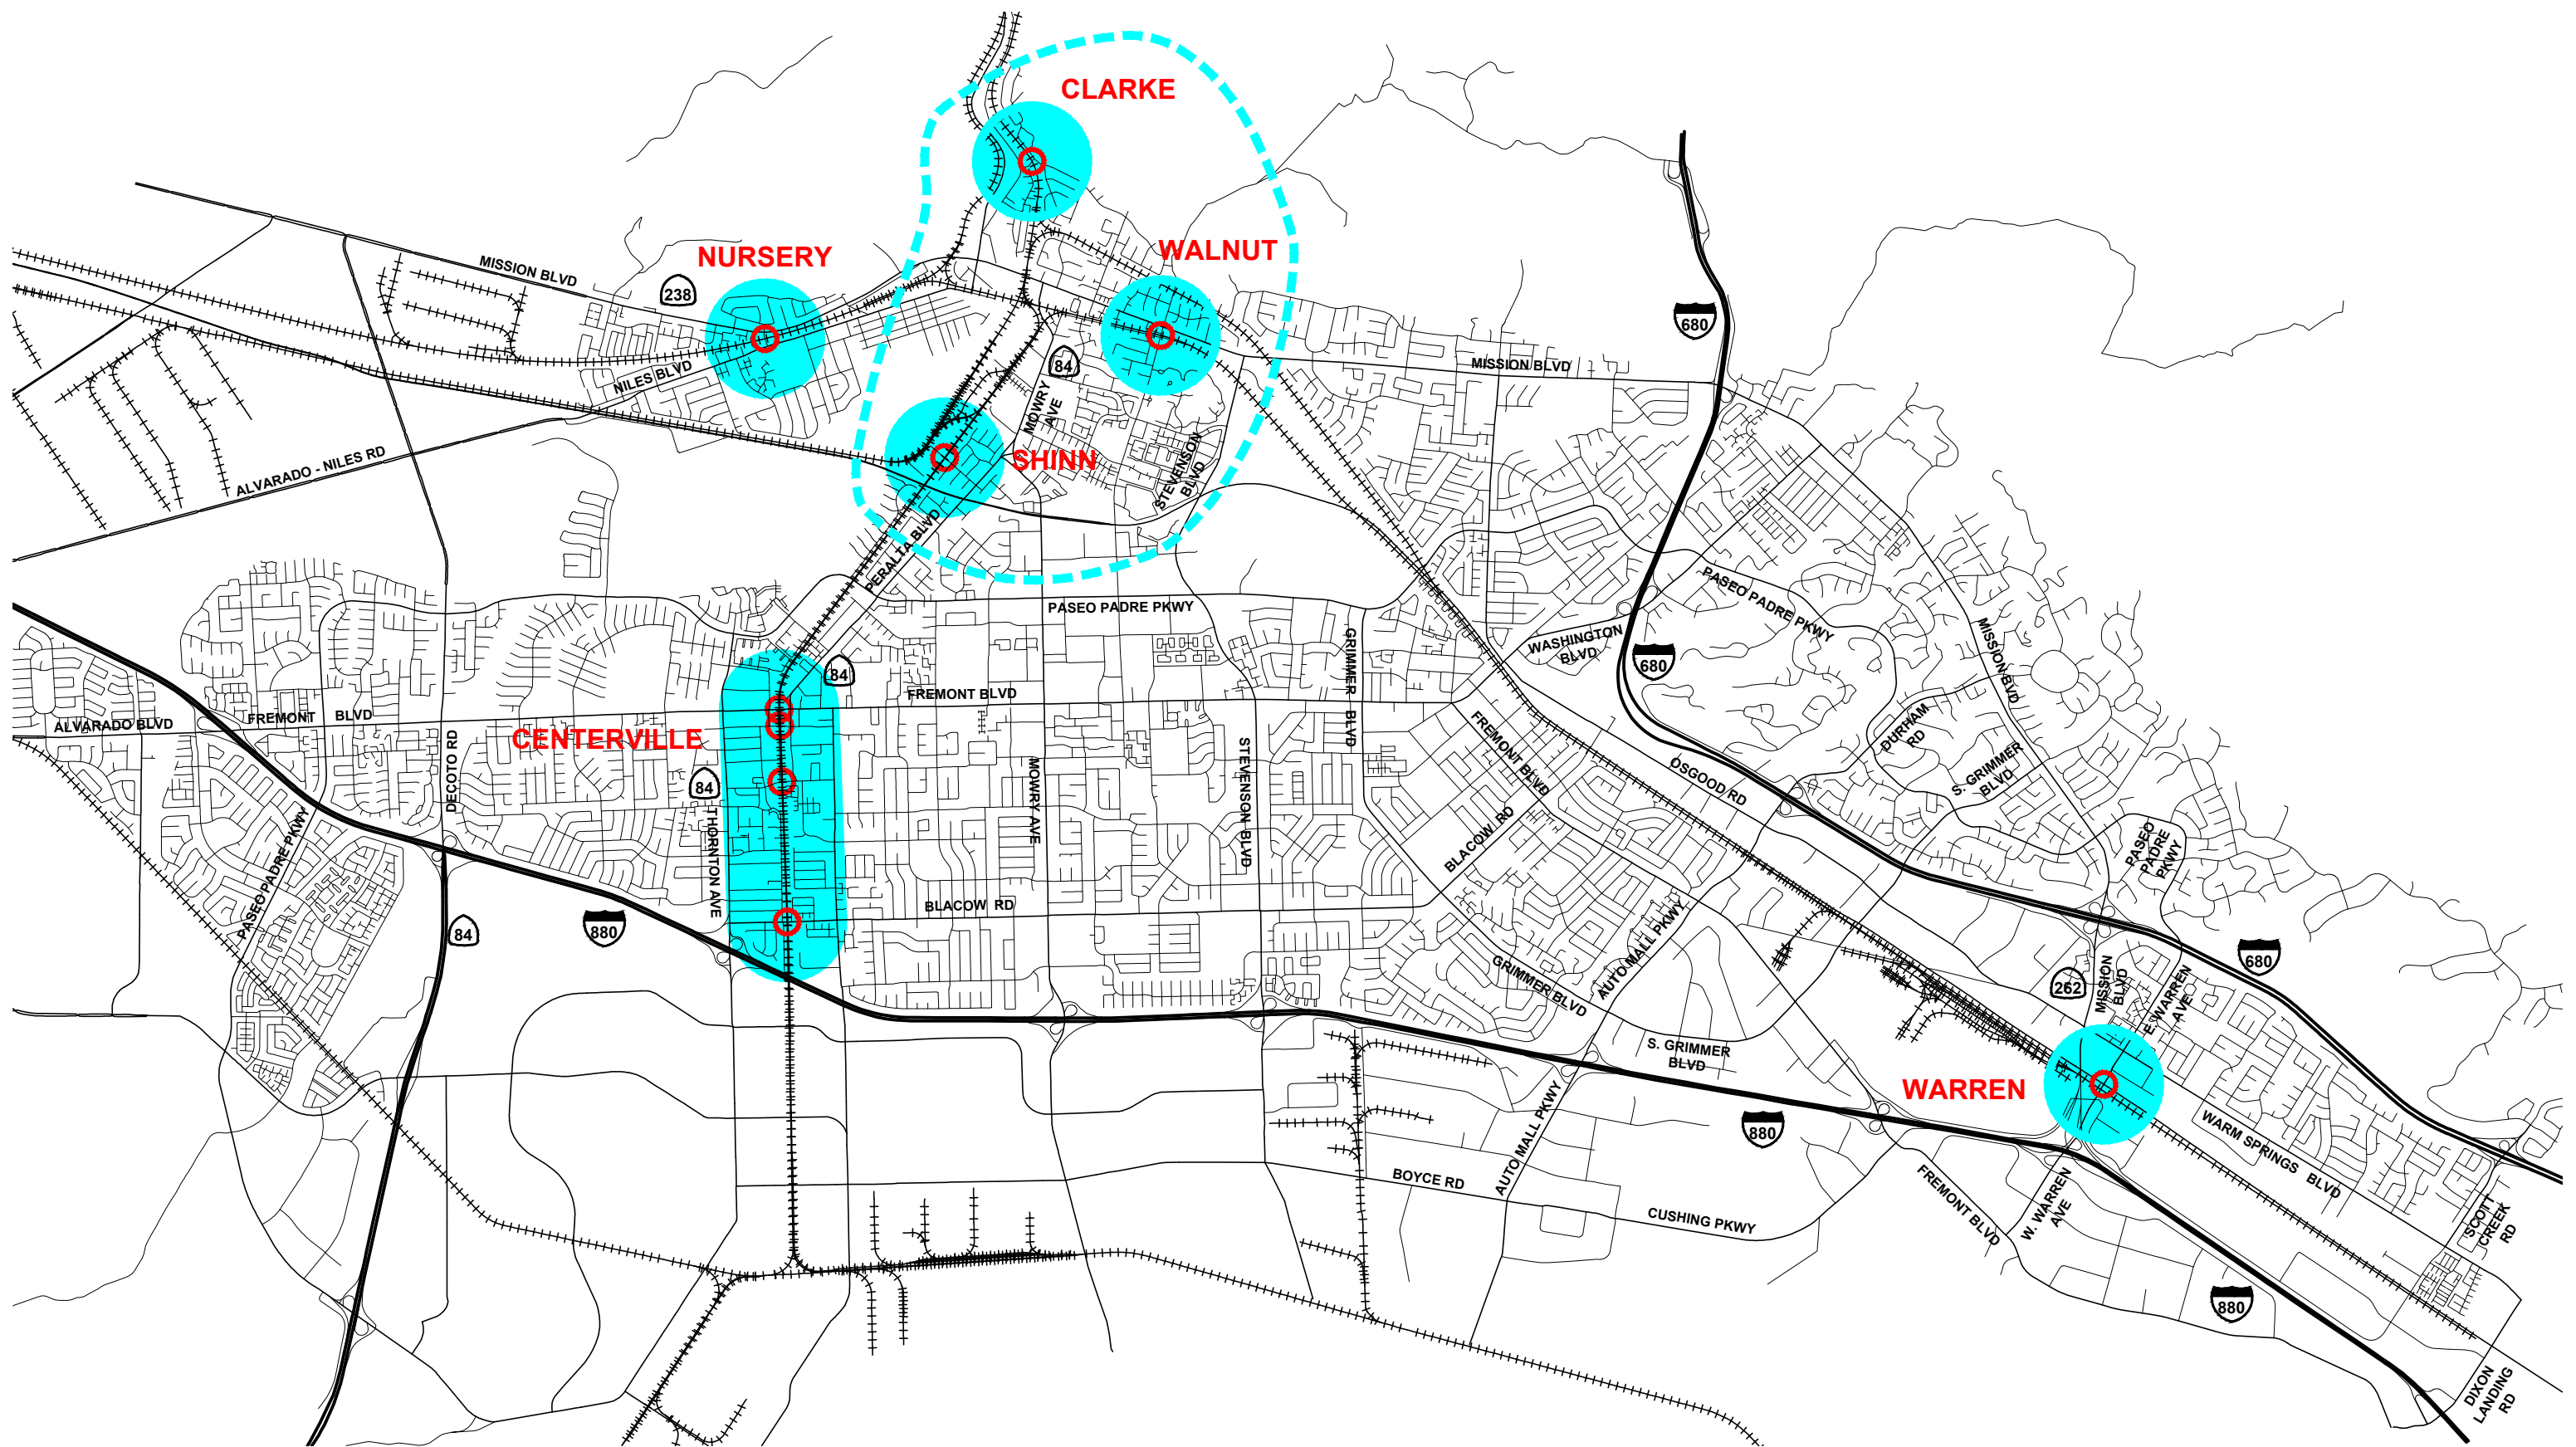 CLARKE
NURSERY
WALNUT
MISSION BLVD
238
680
84
MISSION BLVD
NILES BLVD
MOWRY
AVE
SHINN
STEVENSON
BLVD
ALVARADO - NILES RD
PERALTA BLVD
PASEO PADRE PKWY
PASEO PADRE PKWY
GRIMMER BLVD
WASHINGTON
BLVD
680
MISSION BLVD
84
FREMONT BLVD
ALVARADO BLVD
FREMONT BLVD
CENTERVILLE
DECOTO RD
84
THORNTON AVE
MOWRY AVE
STEVENSON BLVD
FREMONT BLVD
OSGOOD RD
DURHAM
RD
S. GRIMMER
BLVD
BLACOW RD
PASEO
PADRE
PKWY
PASEO PADRE PKWY
BLACOW RD
84
880
AUTO MALL PKWY
GRIMMER BLVD
680
262
MISSION
BLVD
E. WARREN
AVE
S. GRIMMER
BLVD
WARREN
880
AUTO MALL PKWY
WARM SPRINGS BLVD
BOYCE RD
CUSHING PKWY
FREMONT BLVD
W. WARREN
AVE
SCOTT
CREEK
RD
880
DIXON
LANDING
RD